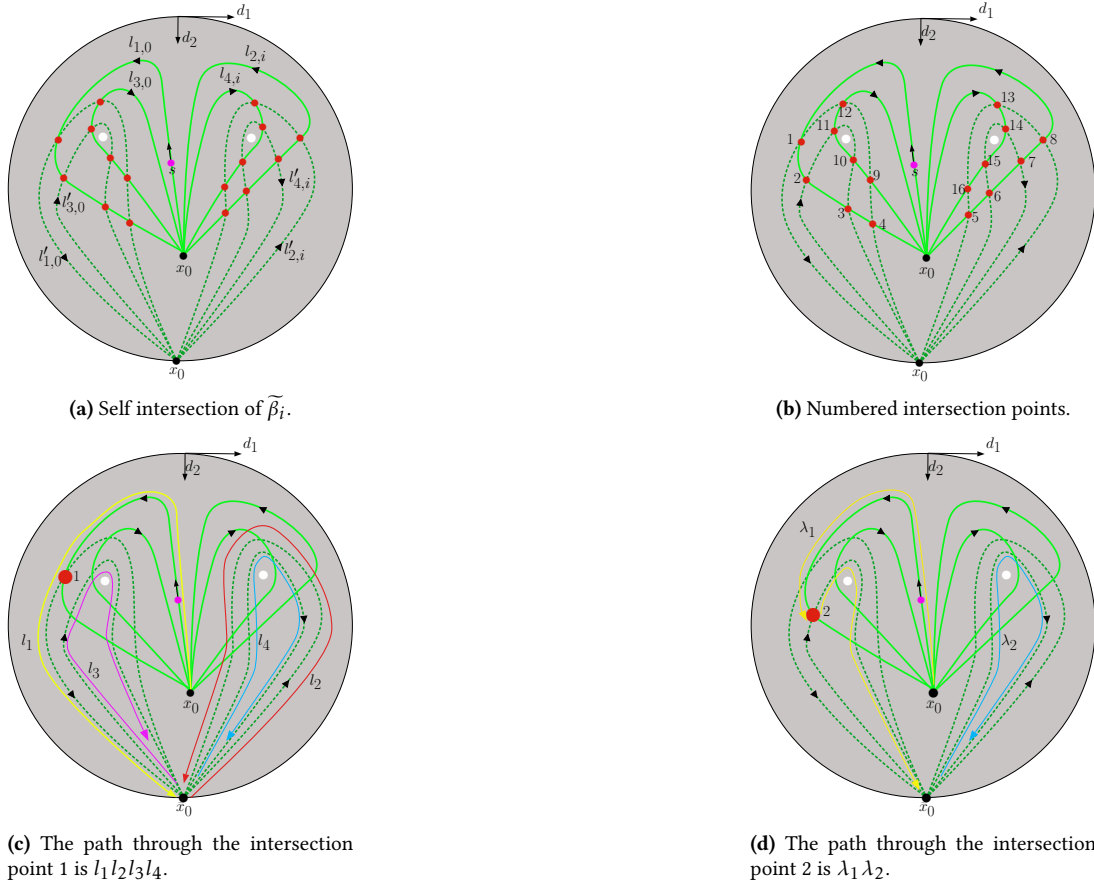 d₁
d₂
l₁,₀
l₃,₀
l₂,ᵢ
l₄,ᵢ
s
l′₃,₀
l′₄,ᵢ
l′₁,₀
l′₂,ᵢ
x₀
x₀
(a) Self intersection of β̃ᵢ.
d₁
d₂
1
2
3
4
5
6
7
8
9
10
11
12
13
14
15
16
s
x₀
x₀
(b) Numbered intersection points.
d₁
d₂
1
l₁
l₃
l₄
l₂
x₀
x₀
(c) The path through the intersection
point 1 is l₁l₂l₃l₄.
d₁
d₂
λ₁
2
λ₂
x₀
x₀
(d) The path through the intersection
point 2 is λ₁λ₂.